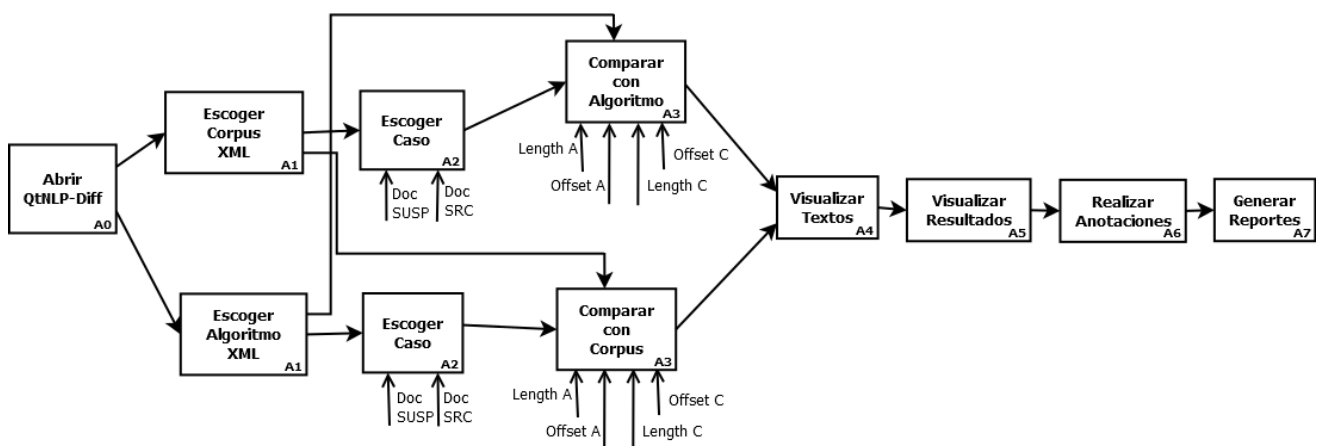 Abrir
QtNLP-Diff
A0
Escoger
Corpus
XML
A1
Escoger
Caso
A2
Doc
SUSP
Doc
SRC
Comparar
con
Algoritmo
A3
Length A
Offset A
Length C
Offset C
Escoger
Algoritmo
XML
A1
Escoger
Caso
A2
Doc
SUSP
Doc
SRC
Comparar
con
Corpus
A3
Length A
Offset A
Length C
Offset C
Visualizar
Textos
A4
Visualizar
Resultados
A5
Realizar
Anotaciones
A6
Generar
Reportes
A7